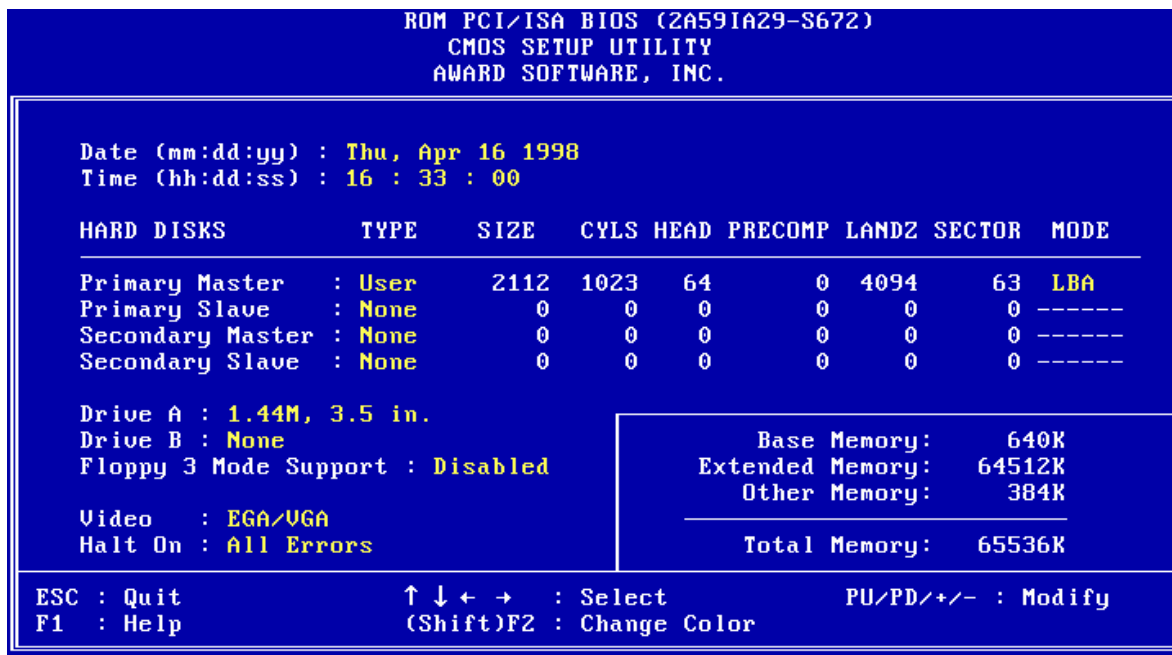 ROM PCI/ISA BIOS (2A59IA29-S672)
CMOS SETUP UTILITY
AWARD SOFTWARE, INC.
Date (mm:dd:yy) : Thu, Apr 16 1998
Time (hh:dd:ss) : 16 : 33 : 00
HARD DISKS TYPE SIZE CYLS HEAD PRECOMP LANDZ SECTOR MODE
Primary Master : User 2112 1023 64 0 4094 63 LBA
Primary Slave : None 0 0 0 0 0 0 ------
Secondary Master : None 0 0 0 0 0 0 ------
Secondary Slave : None 0 0 0 0 0 0 ------
Drive A : 1.44M, 3.5 in.
Drive B : None
Floppy 3 Mode Support : Disabled
Video : EGA/VGA
Halt On : All Errors
Base Memory: 640K
Extended Memory: 64512K
Other Memory: 384K
Total Memory: 65536K
ESC : Quit ↑ ↓ ← → : Select PU/PD/+/- : Modify
F1 : Help (Shift)F2 : Change Color